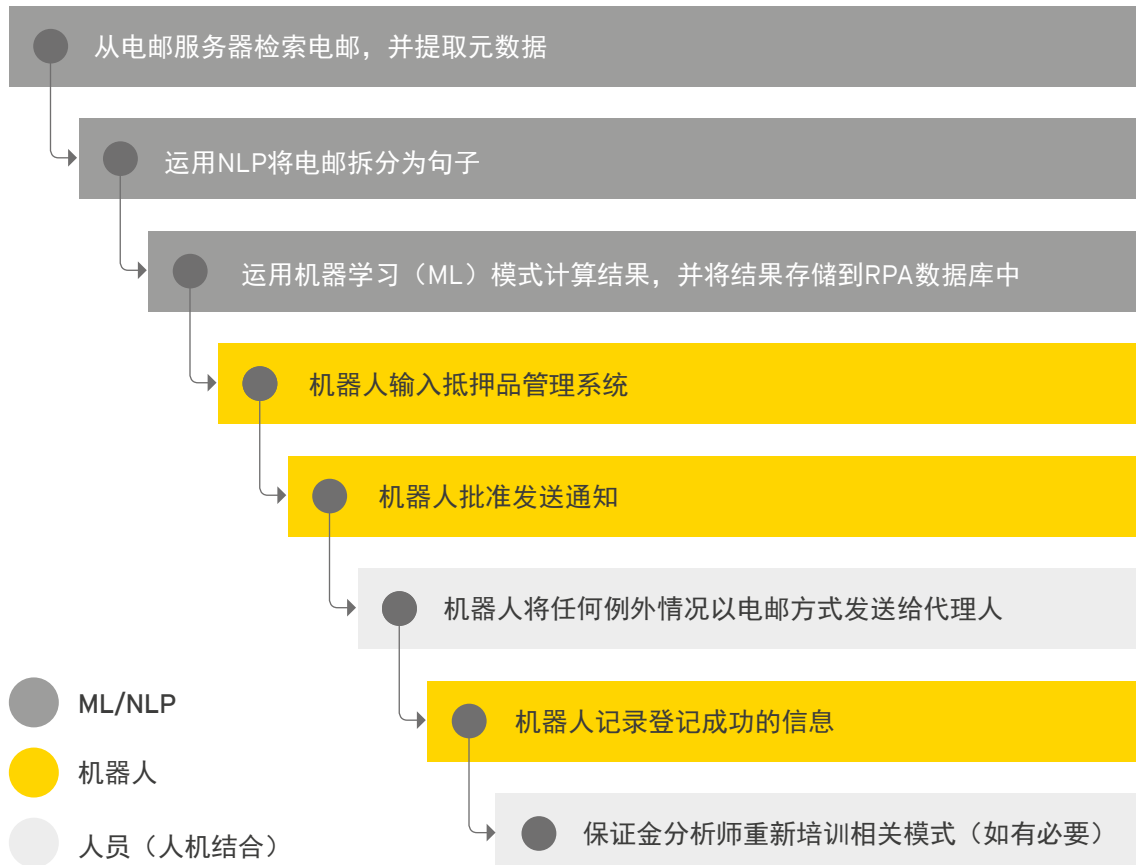 从电邮服务器检索电邮，并提取元数据
运用NLP将电邮拆分为句子
运用机器学习（ML）模式计算结果，并将结果存储到RPA数据库中
机器人输入抵押品管理系统
机器人批准发送通知
机器人将任何例外情况以电邮方式发送给代理人
机器人记录登记成功的信息
保证金分析师重新培训相关模式（如有必要）
ML/NLP
机器人
人员（人机结合）